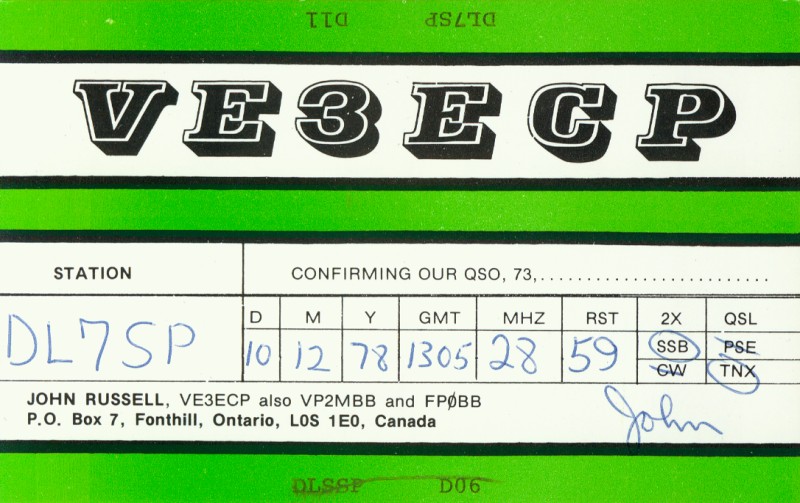 DL7SP D11
VE3ECP
STATION CONFIRMING OUR QSO, 73,..........................
D M Y GMT MHZ RST 2X QSL
DL7SP 10 12 78 1305 28 59 SSB PSE
CW TNX
JOHN RUSSELL, VE3ECP also VP2MBB and FPØBB
P.O. Box 7, Fonthill, Ontario, L0S 1E0, Canada
John
DLSSP D06